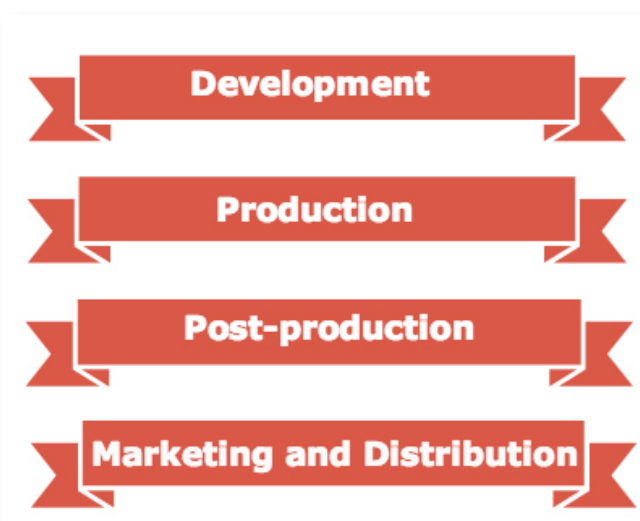 Development
Production
Post-production
Marketing and Distribution